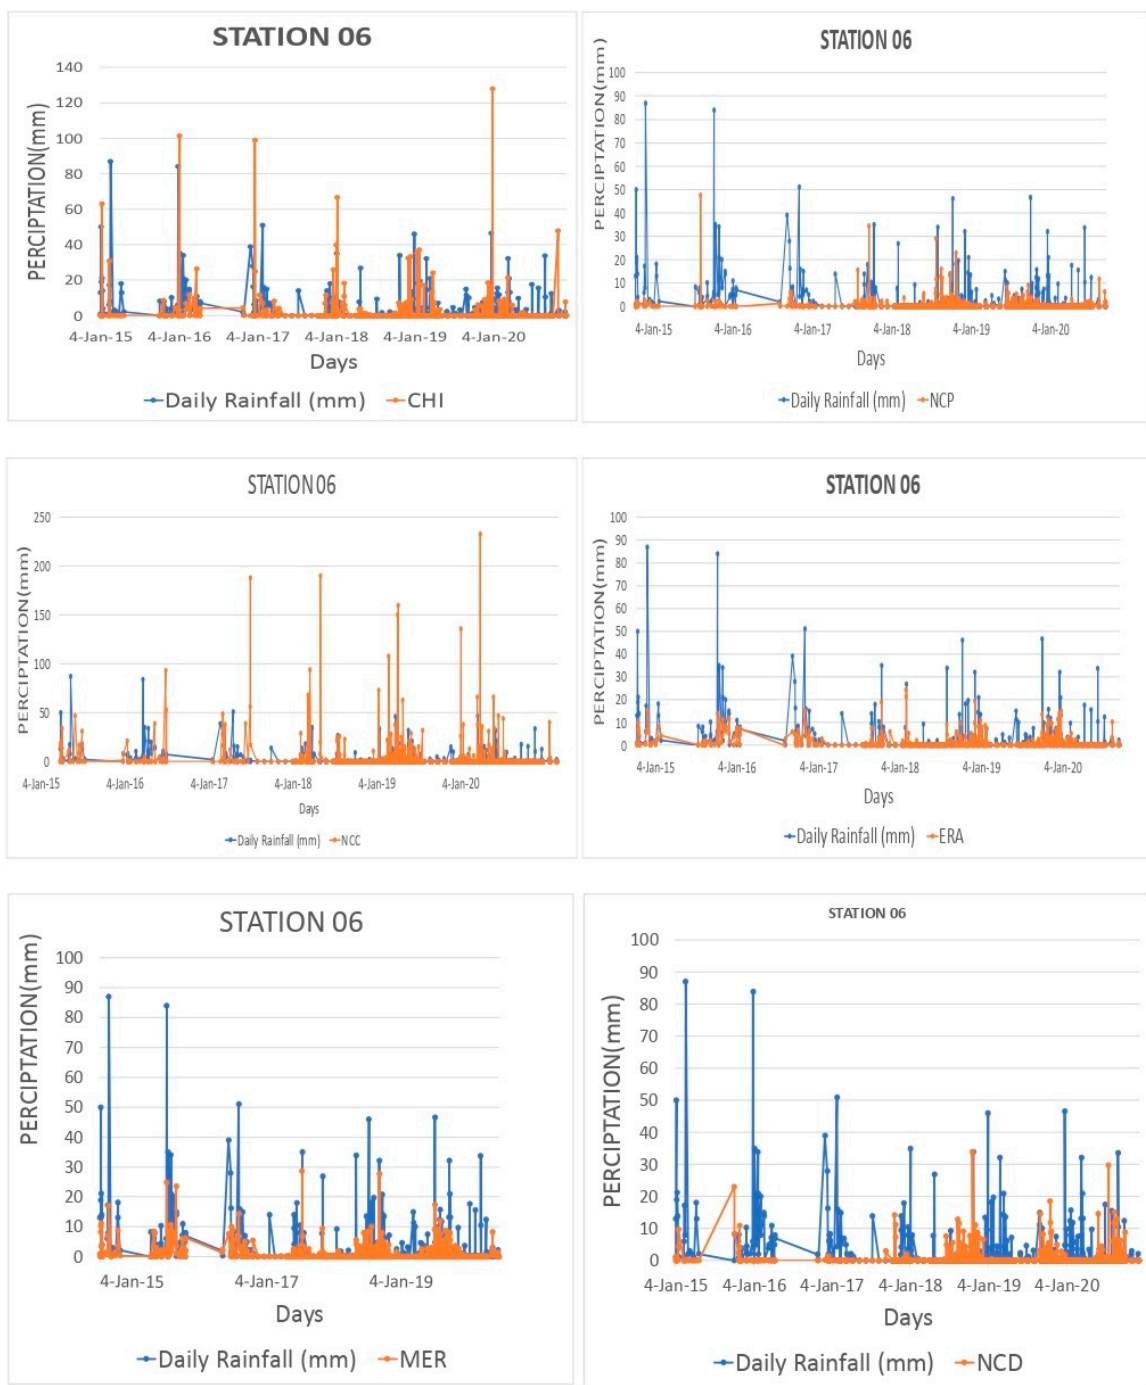 STATION 06
PERCIPTATION(mm)
140
120
100
80
60
40
20
0
4-Jan-15 4-Jan-16 4-Jan-17 4-Jan-18 4-Jan-19 4-Jan-20
Days
Daily Rainfall (mm) CHI
STATION 06
PERCIPTATION(mm)
100
90
80
70
60
50
40
30
20
10
0
4-Jan-15 4-Jan-16 4-Jan-17 4-Jan-18 4-Jan-19 4-Jan-20
Days
Daily Rainfall (mm) NCP
STATION 06
PERCIPTATION(mm)
250
200
150
100
50
0
4-Jan-15 4-Jan-16 4-Jan-17 4-Jan-18 4-Jan-19 4-Jan-20
Days
Daily Rainfall (mm) NCC
STATION 06
PERCIPTATION(mm)
100
90
80
70
60
50
40
30
20
10
0
4-Jan-15 4-Jan-16 4-Jan-17 4-Jan-18 4-Jan-19 4-Jan-20
Days
Daily Rainfall (mm) ERA
STATION 06
PERCIPTATION(mm)
100
90
80
70
60
50
40
30
20
10
0
4-Jan-15 4-Jan-17 4-Jan-19
Days
Daily Rainfall (mm) MER
STATION 06
PERCIPTATION(mm)
100
90
80
70
60
50
40
30
20
10
0
4-Jan-15 4-Jan-16 4-Jan-17 4-Jan-18 4-Jan-19 4-Jan-20
Days
Daily Rainfall (mm) NCD